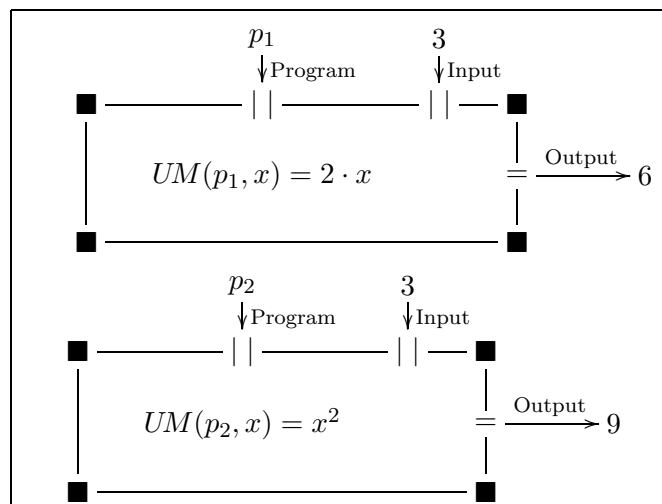 p₁ 3
Program Input
UM(p₁, x) = 2 · x
Output
6
p₂ 3
Program Input
UM(p₂, x) = x²
Output
9